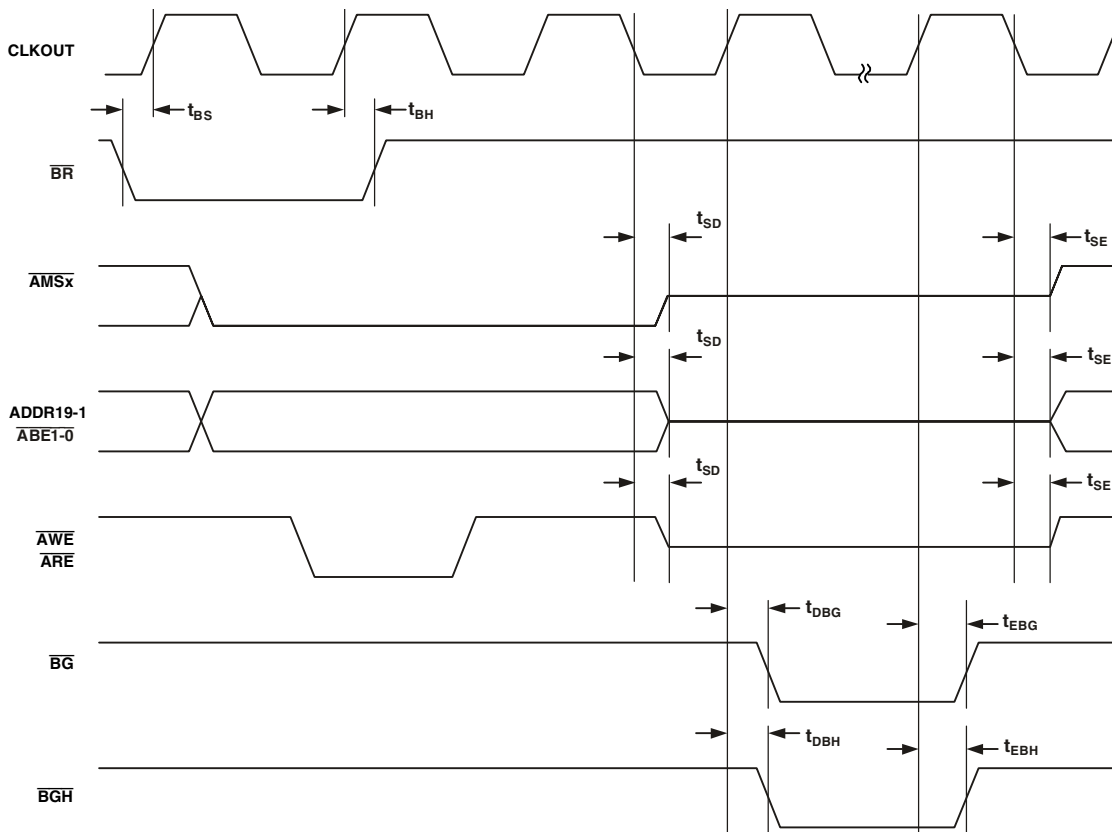 CLKOUT
tBS
tBH
BR
tSD
tSE
AMSx
tSD
tSE
ADDR19-1
ABE1-0
tSD
tSE
AWE
ARE
tDBG
tEBG
BG
tDBH
tEBH
BGH